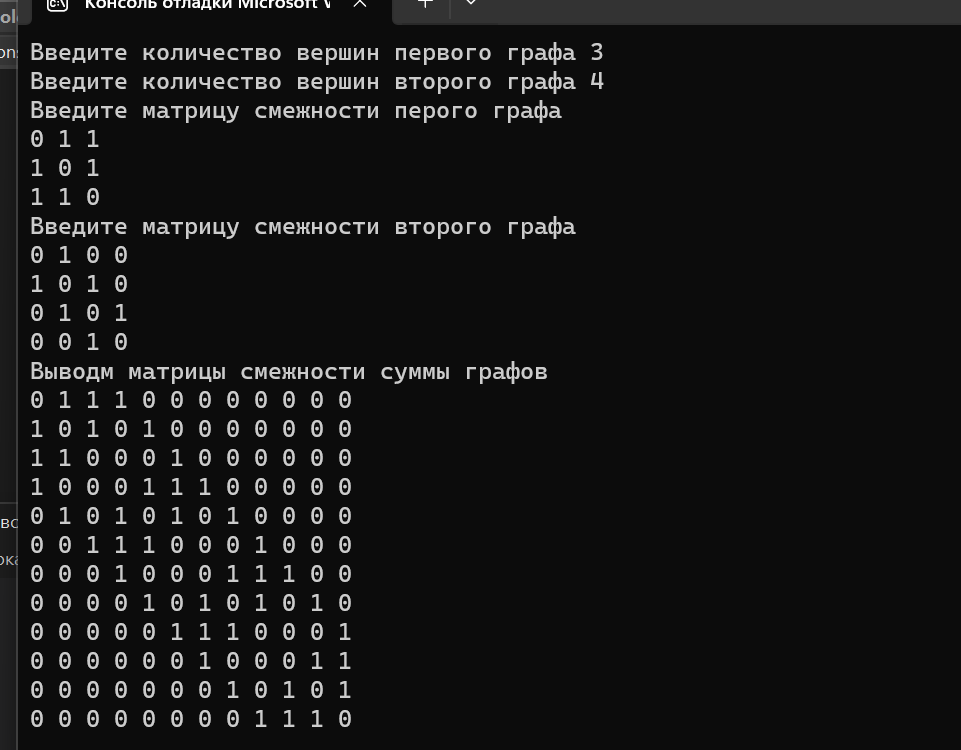 Консоль отладки Microsoft V
Введите количество вершин первого графа 3
Введите количество вершин второго графа 4
Введите матрицу смежности перого графа
0 1 1
1 0 1
1 1 0
Введите матрицу смежности второго графа
0 1 0 0
1 0 1 0
0 1 0 1
0 0 1 0
Выводм матрицы смежности суммы графов
0 1 1 1 0 0 0 0 0 0 0 0
1 0 1 0 1 0 0 0 0 0 0 0
1 1 0 0 0 1 0 0 0 0 0 0
1 0 0 0 1 1 1 0 0 0 0 0
0 1 0 1 0 1 0 1 0 0 0 0
0 0 1 1 1 0 0 0 1 0 0 0
0 0 0 1 0 0 0 1 1 1 0 0
0 0 0 0 1 0 1 0 1 0 1 0
0 0 0 0 0 1 1 1 0 0 0 1
0 0 0 0 0 0 1 0 0 0 1 1
0 0 0 0 0 0 0 1 0 1 0 1
0 0 0 0 0 0 0 0 1 1 1 0